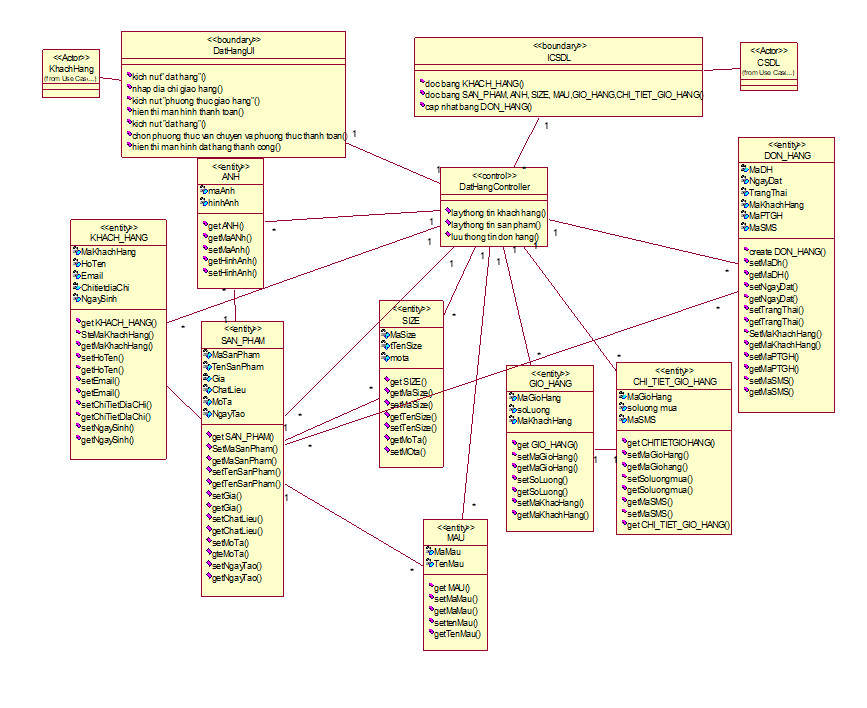 <<Actor>>
KhachHang
(from Use Cas...)
<<boundary>>
DatHangUI
kich nut"dat hang"()
nhap dia chi giao hang()
kich nut"phuong thuc giao hang"()
hien thi man hinh thanh toan()
kich nut"dat hang"()
chon phuong thuc van chuyen va phuong thuc thanh toan()
hien thi man hinh dat hang thanh cong()
<<boundary>>
ICSDL
doc bang KHACH_HANG()
doc bang SAN_PHAM, ANH, SIZE, MAU,GIO_HANG,CHI_TIET_GIO_HANG()
cap nhat bang DON_HANG()
<<Actor>>
CSDL
(from Use Cas...)
<<control>>
DatHangController
lay thong tin khach hang()
lay thong tin san pham()
luu thong tin don hang()
<<entity>>
ANH
maAnh
hinhAnh
get ANH()
getMaANh()
setMaAnh()
getHinhAnh()
setHinhAnh()
<<entity>>
DON_HANG
MaDH
NgayDat
TrangThai
MaKhachHang
MaPTGH
MaSMS
create DON_HANG()
setMaDh()
getMaDH()
setNgayDat()
getNgayDat()
setTrangThai()
getTrangThai()
SetMaKhachHang()
getMaKhachHang()
setMaPTGH()
getMaPTGH()
setMaSMS()
getMaSMS()
<<entity>>
KHACH_HANG
MaKhachHang
HoTen
Email
ChitietdiaChi
NgaySinh
get KHACH_HANG()
SteMaKhachHang()
getMaKhachHang()
setHoTen()
getHoTen()
setEmail()
getEmail()
setChiTietDiaCHi()
getChiTietDiaChi()
setNgaySinh()
getNgaySinh()
<<entity>>
SAN_PHAM
MaSanPham
TenSanPham
Gia
ChatLieu
MoTa
NgayTao
get SAN_PHAM()
SetMaSanPham()
getMaSanPham()
setTenSanPham()
getTenSanPham()
setGia()
getGia()
setChatLieu()
getChatLieu()
setMoTa()
gteMoTa()
setNgayTao()
getNgayTao()
<<entity>>
SIZE
MaSize
tTenSize
mota
get SIZE()
getMaSize()
setMaSize()
getTenSize()
setTenSize()
getMoTa()
setMOta()
<<entity>>
GIO_HANG
MaGioHang
soLuong
MaKhachHang
get GIO_HANG()
setMaGioHang()
getMaGioHang()
setSoLuong()
getSoLuong()
setMaKhacHang()
getMaKhachHang()
<<entity>>
CHI_TIET_GIO_HANG
MaGioHang
soluong mua
MaSMS
get CHITIETGIOHANG()
setMaGioHang()
getMaGiohang()
setSoluongmua()
getSoluongmua()
getMaSMS()
setMaSMS()
get CHI_TIET_GIO_HANG()
<<entity>>
MAU
MaMau
TenMau
get MAU()
setMaMau()
getMaMau()
settenMau()
getTenMau()